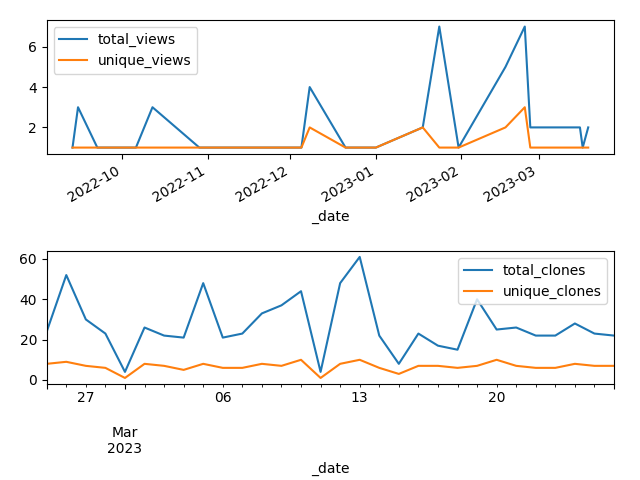 total_views
unique_views
6
4
2
2022-10
2022-11
2022-12
2023-01
2023-02
2023-03
_date
total_clones
unique_clones
60
40
20
0
27
06
13
20
Mar
2023
_date